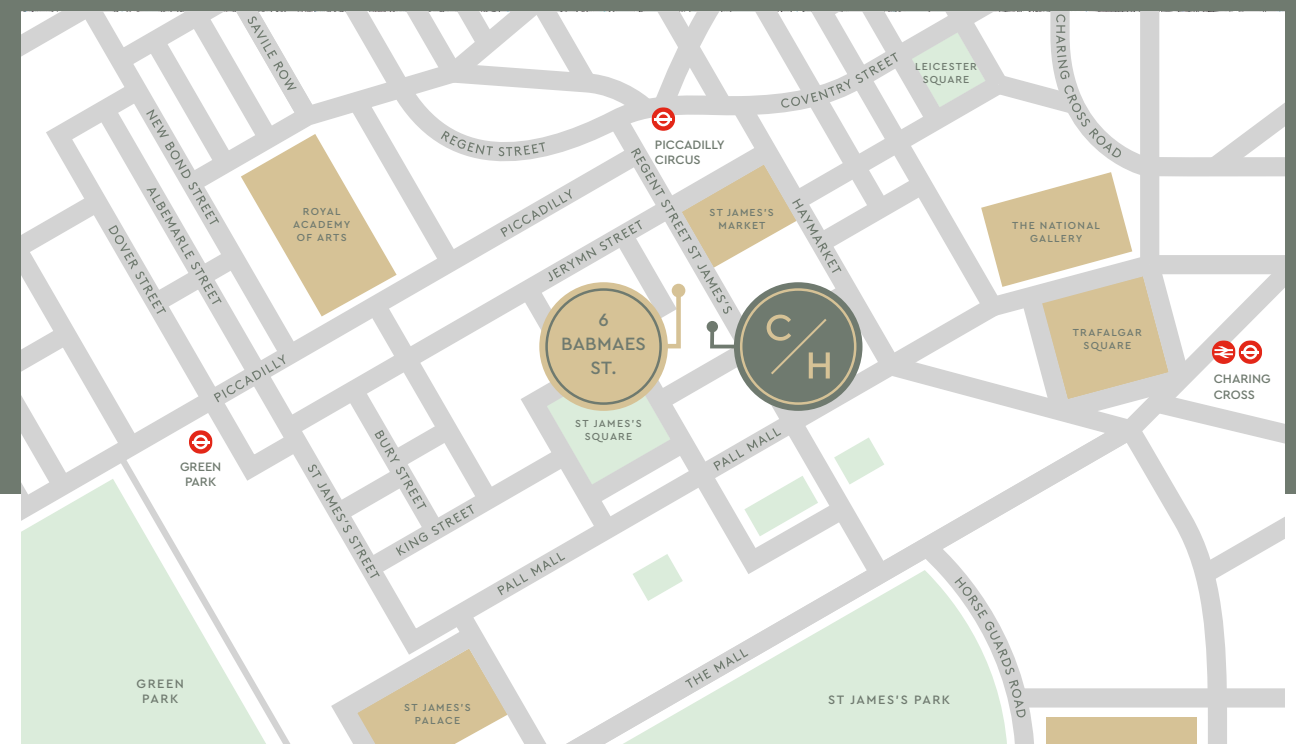 SAVILE ROW
CHARING CROSS ROAD
LEICESTER
SQUARE
COVENTRY STREET
NEW BOND STREET
REGENT STREET
PICCADILLY
CIRCUS
ROYAL
ACADEMY
OF ARTS
ALBEMARLE STREET
DOVER STREET
PICCADILLY
JERYMN STREET
REGENT STREET ST JAMES'S
ST JAMES'S
MARKET
HAYMARKET
THE NATIONAL
GALLERY
TRAFALGAR
SQUARE
6
BABMAES
ST.
C/H
CHARING
CROSS
PICCADILLY
GREEN
PARK
ST JAMES'S
SQUARE
BURY STREET
PALL MALL
ST JAMES'S STREET
KING STREET
PALL MALL
HORSE GUARDS ROAD
THE MALL
GREEN
PARK
ST JAMES'S
PALACE
ST JAMES'S PARK